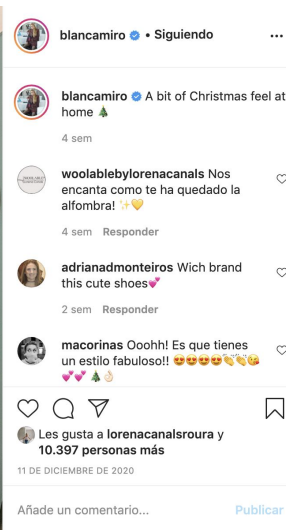 blancamiro • Siguiendo
blancamiro A bit of Christmas feel at
home 🎄
4 sem
woolablebylorenacanals Nos
encanta como te ha quedado la
alfombra! ✨💛
4 sem Responder
adrianadmonteiros Wich brand
this cute shoes💕
2 sem Responder
macorinas Ooohh! Es que tienes
un estilo fabuloso!! 😍😍😍😍👏👏😘
💕💕🎄👌🏻
Les gusta a lorenacanalsroura y
10.397 personas más
11 DE DICIEMBRE DE 2020
Añade un comentario... Publicar